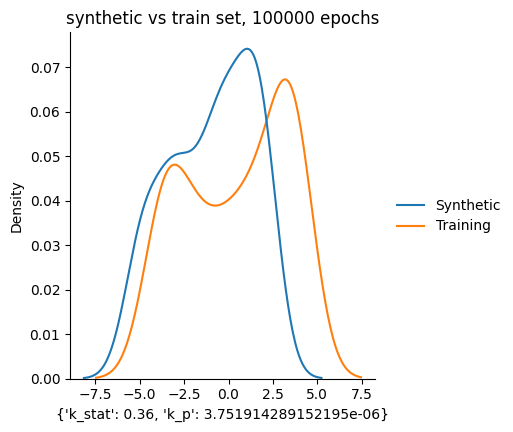 synthetic vs train set, 100000 epochs
0.07
0.06
0.05
0.04
0.03
0.02
0.01
0.00
Density
−7.5 −5.0 −2.5 0.0 2.5 5.0 7.5
{'k_stat': 0.36, 'k_p': 3.751914289152195e-06}
Synthetic
Training